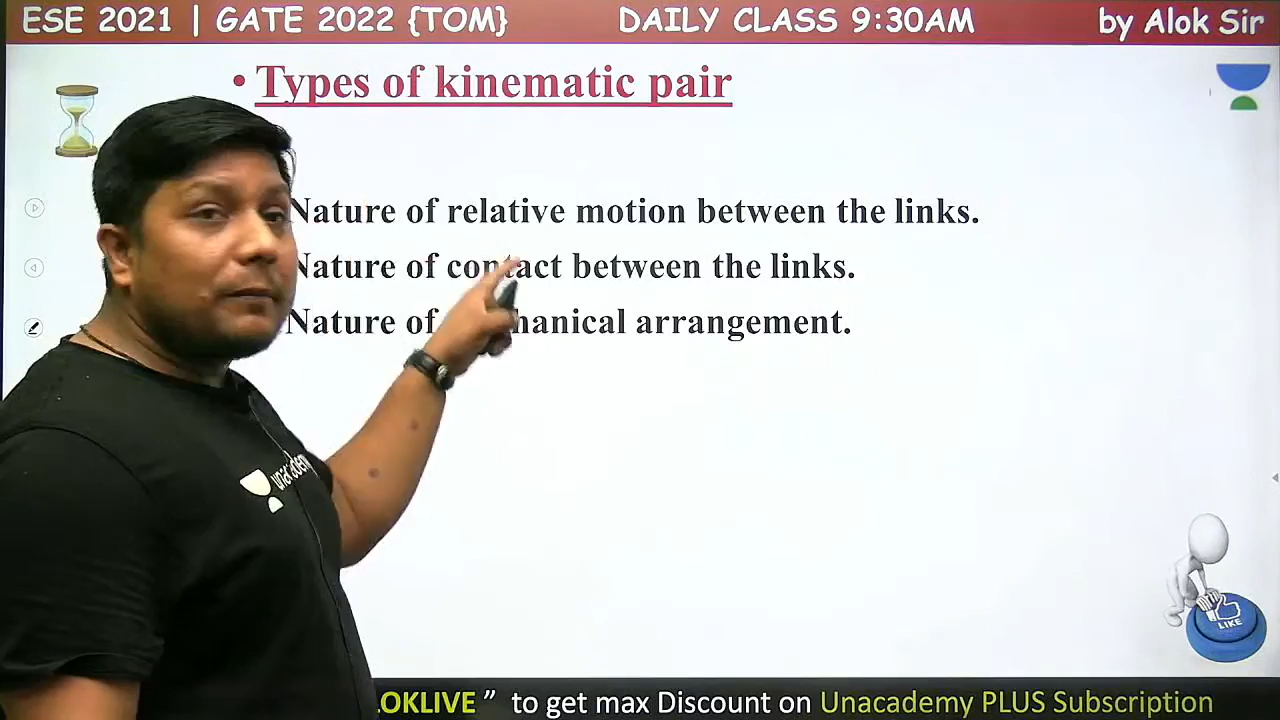 ESE 2021 | GATE 2022 {TOM} DAILY CLASS 9:30AM by Alok Sir
• Types of kinematic pair
Nature of relative motion between the links.
Nature of contact between the links.
Nature of arrangement.
unacademy
LIKE
” to get max Discount on Unacademy PLUS Subscription